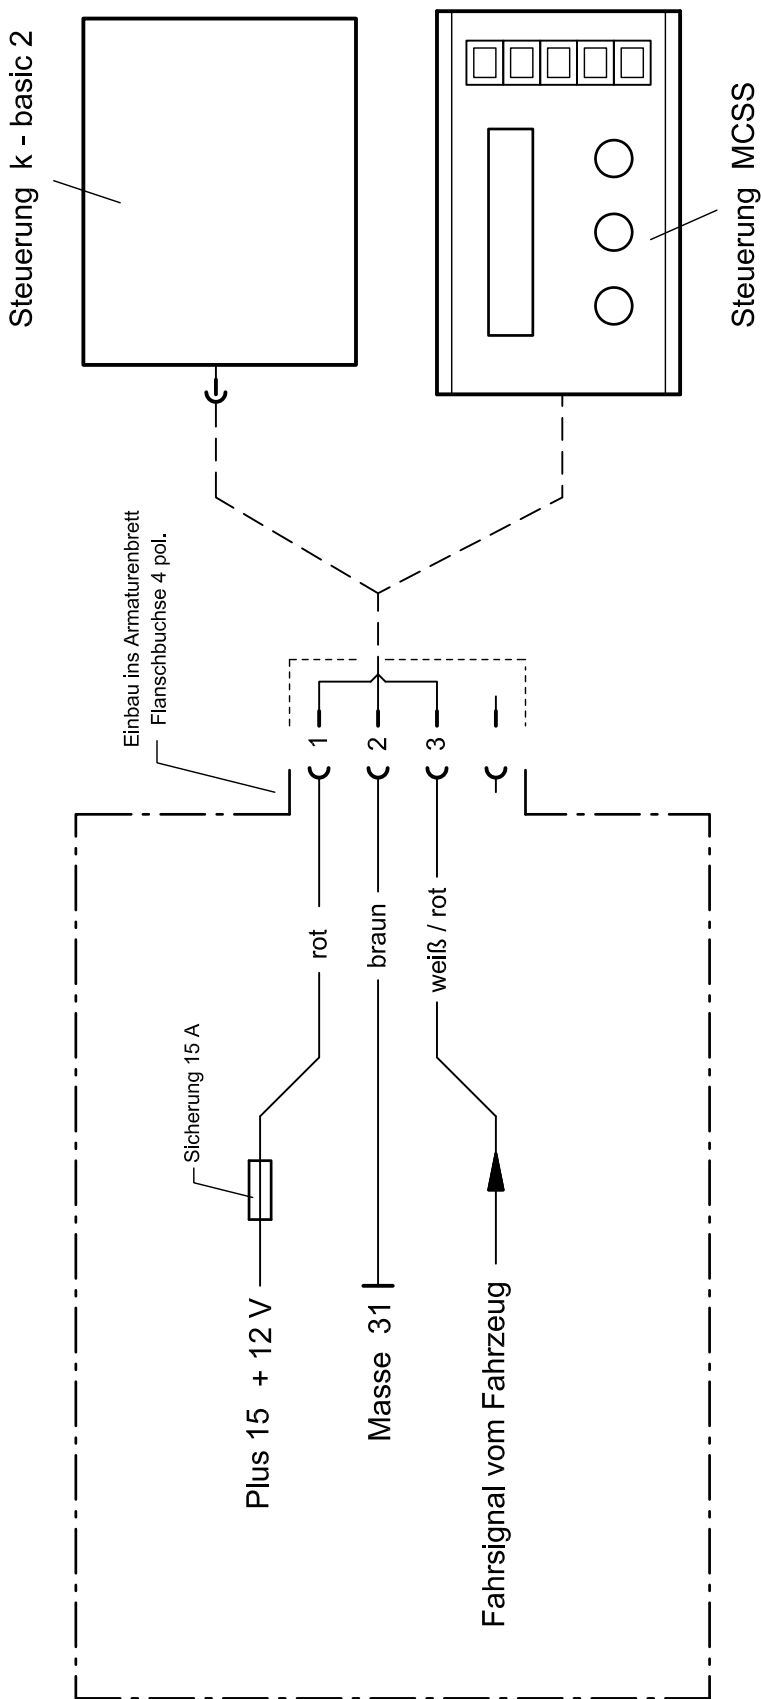 Steuerung k - basic 2
Steuerung MCSS
Einbau ins Armaturenbrett
Flanschbuchse 4 pol.
1
2
3
rot
braun
weiß / rot
Sicherung 15 A
Plus 15 + 12 V
Masse 31
Fahrsignal vom Fahrzeug